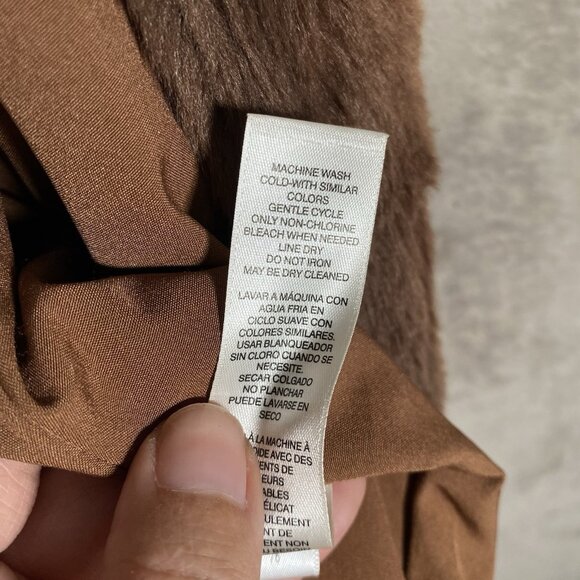 MACHINE WASH
COLD-WITH SIMILAR
COLORS
GENTLE CYCLE
ONLY NON-CHLORINE
BLEACH WHEN NEEDED
LINE DRY
DO NOT IRON
MAY BE DRY CLEANED
LAVAR A MÁQUINA CON
AGUA FRIA EN
CICLO SUAVE CON
COLORES SIMILARES.
USAR BLANQUEADOR
SIN CLORO CUANDO SE
NECESITE.
SECAR COLGADO
NO PLANCHAR
PUEDE LAVARSE EN
SECO
À LA MACHINE À
AVEC DES
DE
NON